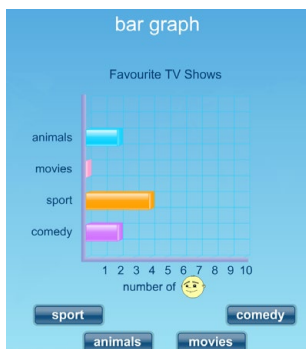 bar graph
Favourite TV Shows
animals
movies
sport
comedy
1 2 3 4 5 6 7 8 9 10
number of
sport
comedy
animals
movies